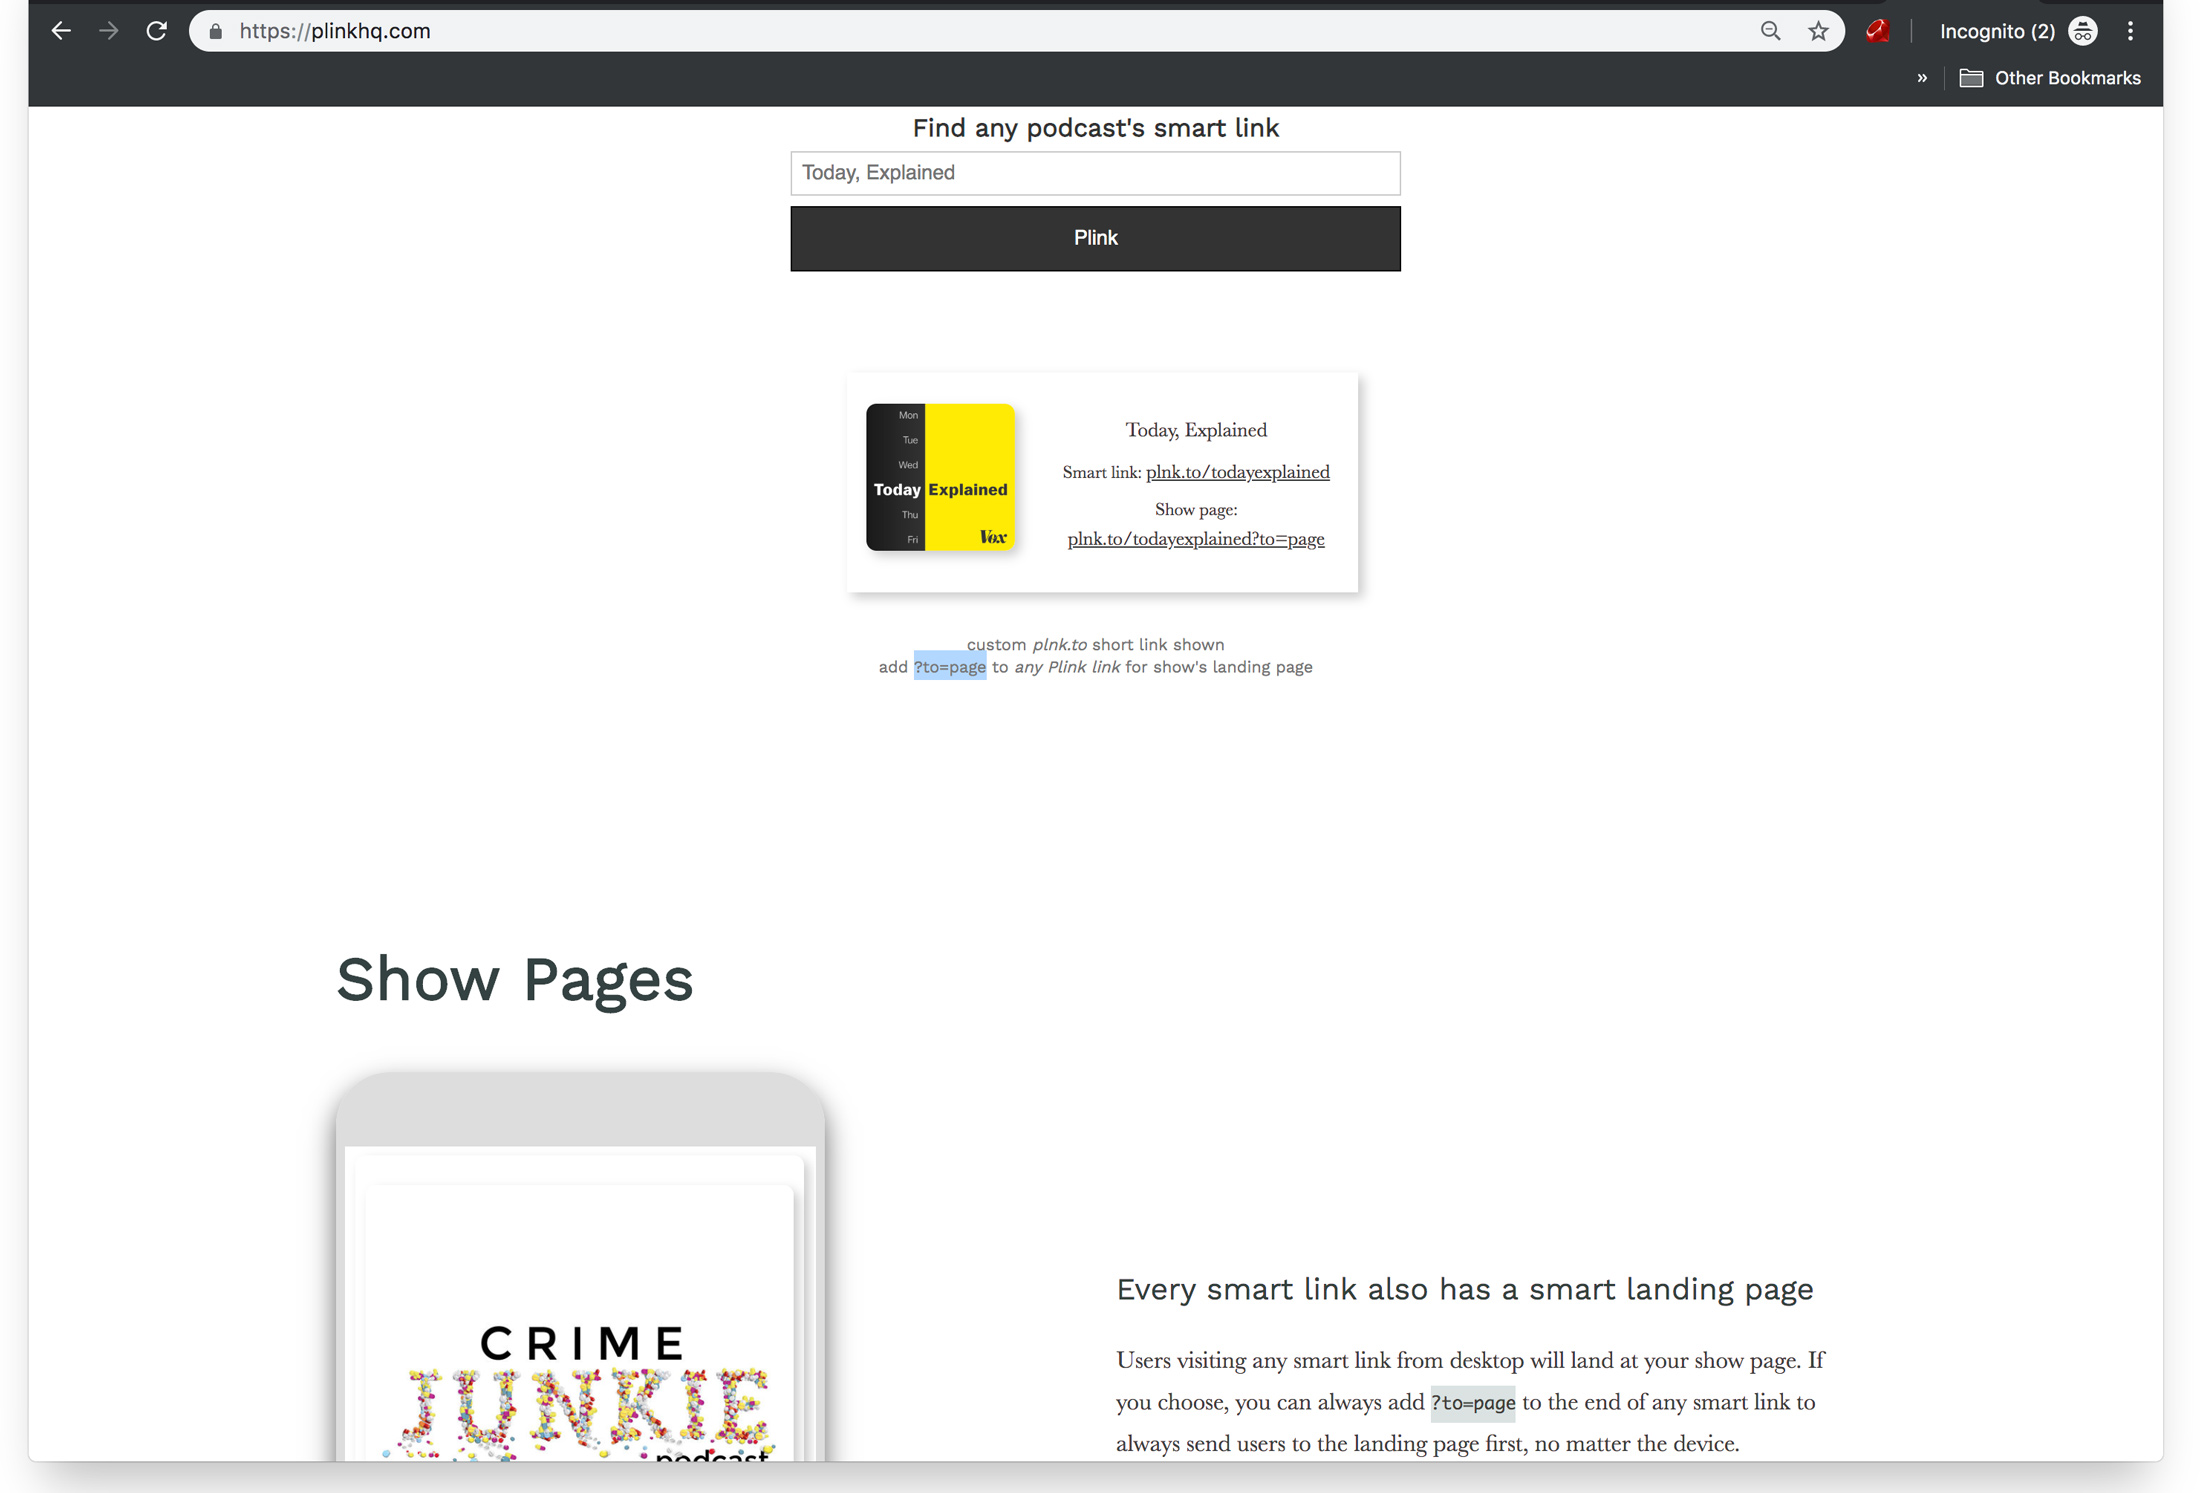 https://plinkhq.com
Incognito (2)
»
Other Bookmarks
Find any podcast's smart link
Today, Explained
Plink
Mon
Tue
Wed
Today Explained
Thu
Fri
Vox
Today, Explained
Smart link: plnk.to/todayexplained
Show page:
plnk.to/todayexplained?to=page
custom plnk.to short link shown
add ?to=page to any Plink link for show's landing page
Show Pages
CRIME
JUNKIE
podcast
Every smart link also has a smart landing page
Users visiting any smart link from desktop will land at your show page. If
you choose, you can always add ?to=page to the end of any smart link to
always send users to the landing page first, no matter the device.